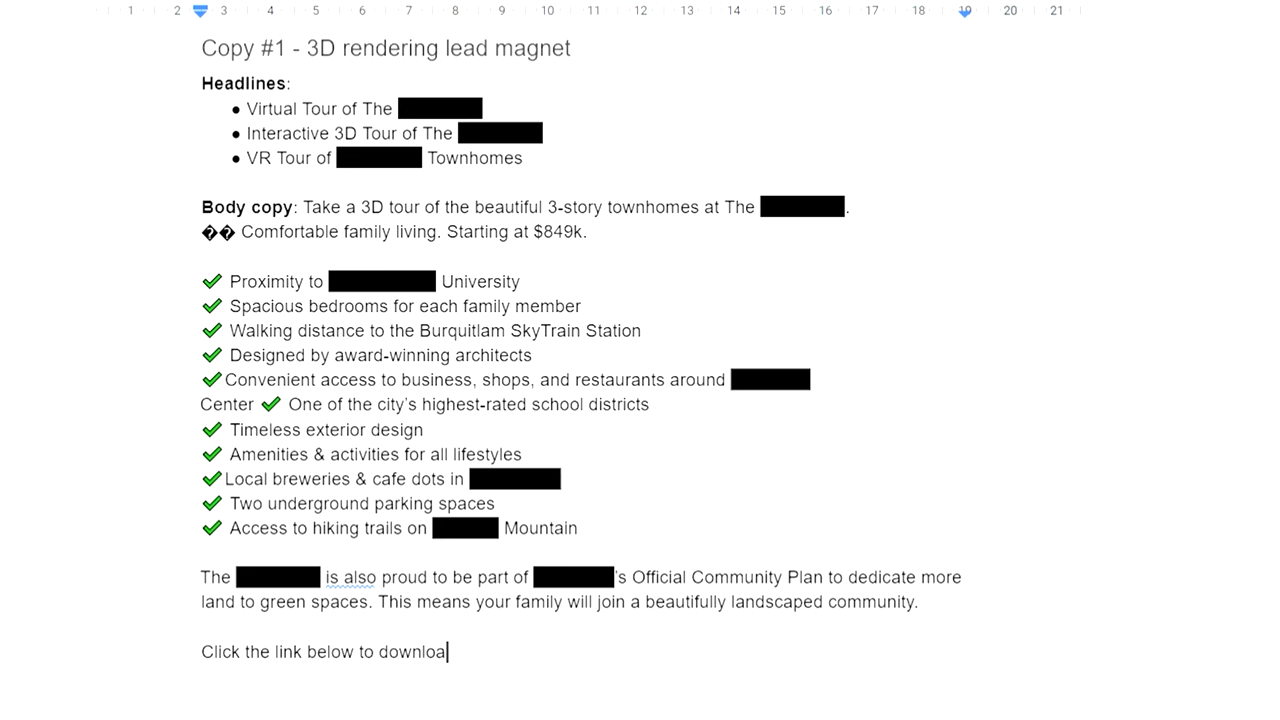 1 2 3 4 5 6 7 8 9 10 11 12 13 14 15 16 17 18 19 20 21
Copy #1 - 3D rendering lead magnet
Headlines:
● Virtual Tour of The
● Interactive 3D Tour of The
● VR Tour of Townhomes
Body copy: Take a 3D tour of the beautiful 3-story townhomes at The .
�� Comfortable family living. Starting at $849k.
✔ Proximity to University
✔ Spacious bedrooms for each family member
✔ Walking distance to the Burquitlam SkyTrain Station
✔ Designed by award-winning architects
✔Convenient access to business, shops, and restaurants around
Center ✔ One of the city's highest-rated school districts
✔ Timeless exterior design
✔ Amenities & activities for all lifestyles
✔Local breweries & cafe dots in
✔ Two underground parking spaces
✔ Access to hiking trails on Mountain
The is also proud to be part of 's Official Community Plan to dedicate more
land to green spaces. This means your family will join a beautifully landscaped community.
Click the link below to downloa